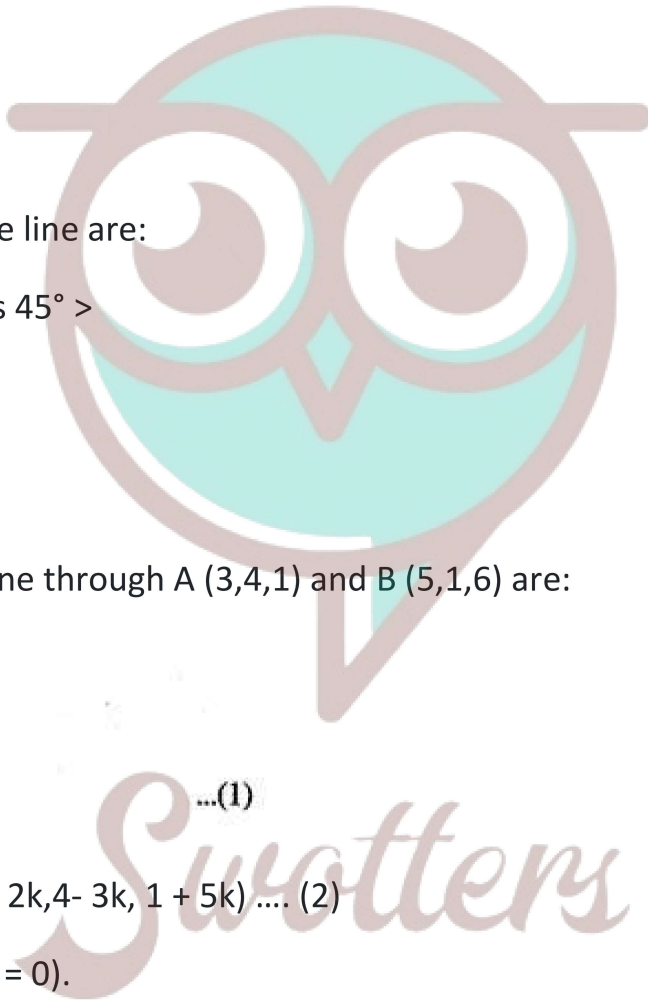 e line are:
s 45° >
ne through A (3,4,1) and B (5,1,6) are:
...(1)
2k,4- 3k, 1 + 5k) .... (2)
= 0).
Swotters